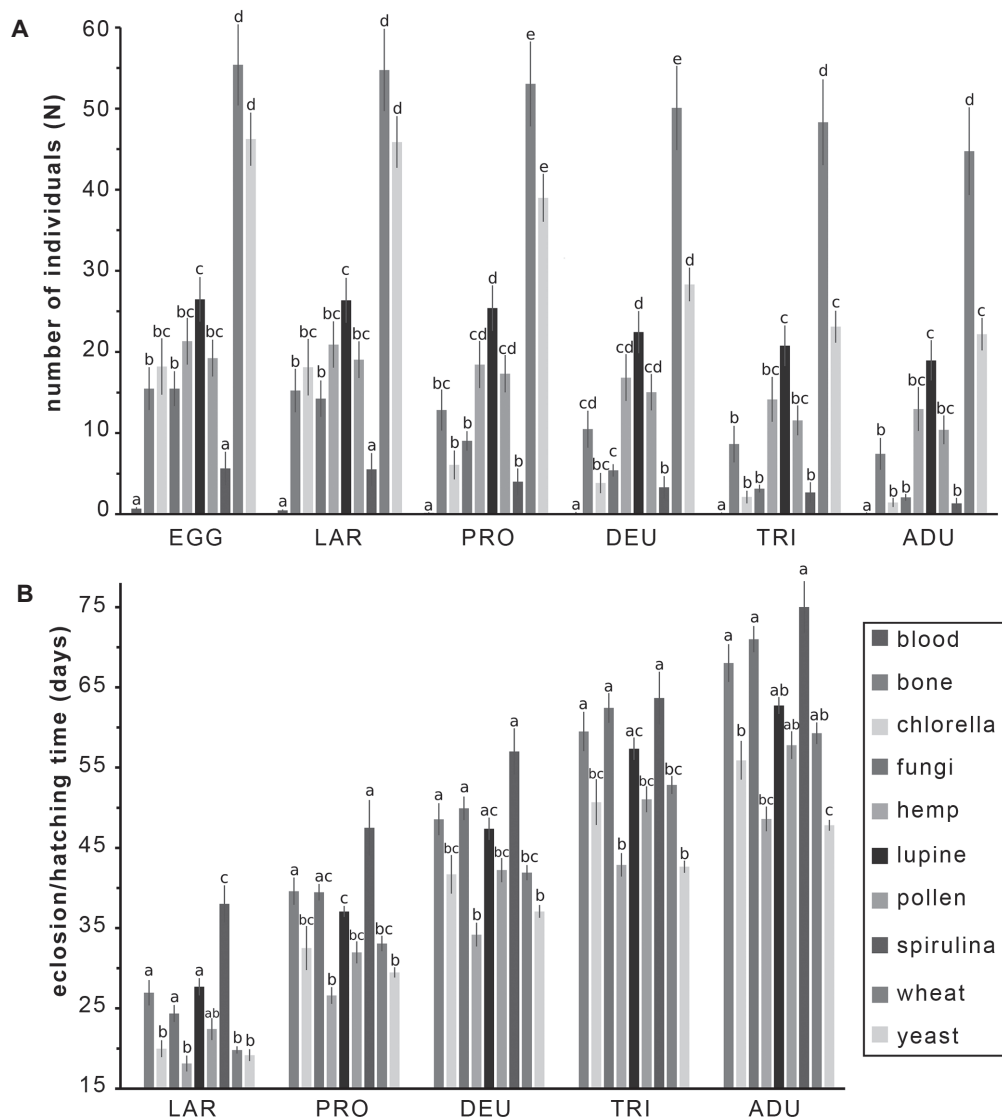 A
number of individuals (N)
60
50
40
30
20
10
0
a b bc b bc c bc a d d
a b bc b bc c bc a d d
a bc b b cd d cd b e e
a cd bc c cd d cd b e d
a b b b bc c bc b d c
a b b b bc c bc b d c
EGG LAR PRO DEU TRI ADU
B
eclosion/hatching time (days)
75
65
55
45
35
25
15
a b a b a ab c b b
a bc ac b c bc a bc b
a bc a b ac bc a bc b
a bc a b ac bc a bc b
a b a bc ab ab a ab c
LAR PRO DEU TRI ADU
blood
bone
chlorella
fungi
hemp
lupine
pollen
spirulina
wheat
yeast